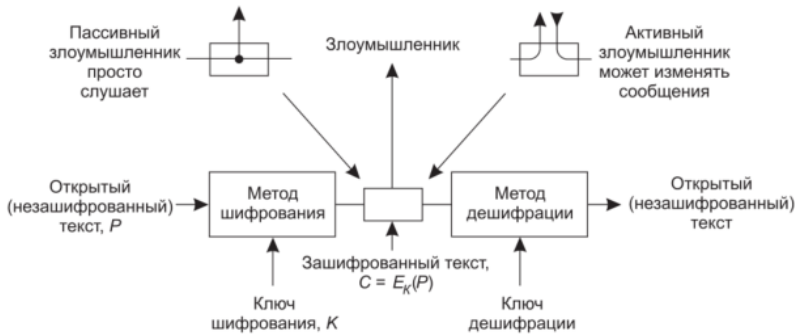 Пассивный
злоумышленник
просто
слушает
Злоумышленник
Активный
злоумышленник
может изменять
сообщения
Открытый
(незашифрованный)
текст, P
Метод
шифрования
Метод
дешифрации
Открытый
(незашифрованный)
текст
Зашифрованный текст,
C = E_K(P)
Ключ
шифрования, K
Ключ
дешифрации